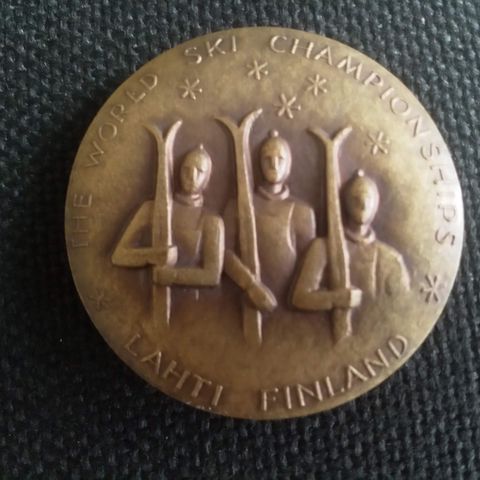 THE WORLD SKI CHAMPIONSHIPS
LAHTI FINLAND